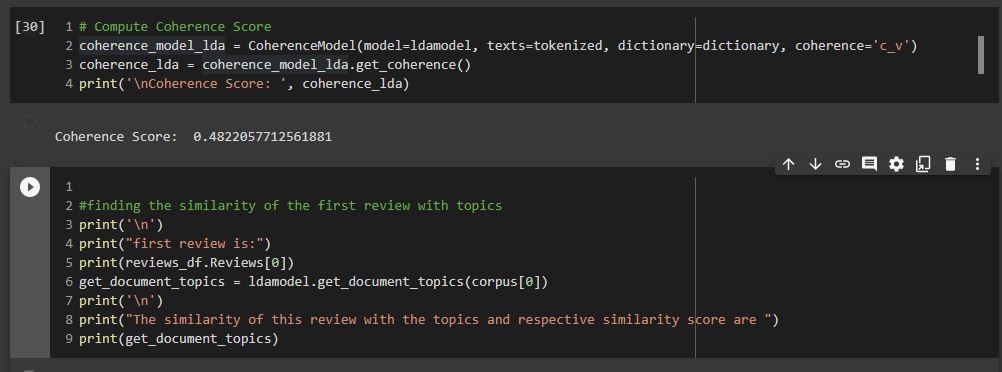 [30]
1 # Compute Coherence Score
2 coherence_model_lda = CoherenceModel(model=ldamodel, texts=tokenized, dictionary=dictionary, coherence='c_v')
3 coherence_lda = coherence_model_lda.get_coherence()
4 print('\nCoherence Score: ', coherence_lda)
Coherence Score:  0.4822057712561881
1
2 #finding the similarity of the first review with topics
3 print('\n')
4 print("first review is:")
5 print(reviews_df.Reviews[0])
6 get_document_topics = ldamodel.get_document_topics(corpus[0])
7 print('\n')
8 print("The similarity of this review with the topics and respective similarity score are ")
9 print(get_document_topics)